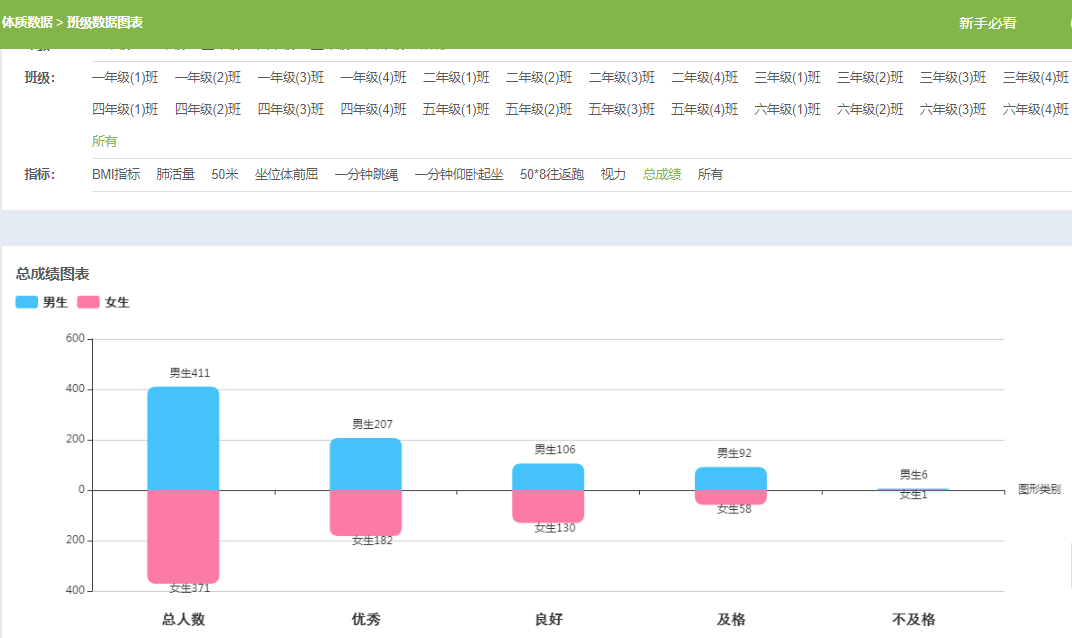 体质数据 > 班级数据图表
新手必看
班级：
一年级(1)班 一年级(2)班 一年级(3)班 一年级(4)班 二年级(1)班 二年级(2)班 二年级(3)班 二年级(4)班 三年级(1)班 三年级(2)班 三年级(3)班 三年级(4)班
四年级(1)班 四年级(2)班 四年级(3)班 四年级(4)班 五年级(1)班 五年级(2)班 五年级(3)班 五年级(4)班 六年级(1)班 六年级(2)班 六年级(3)班 六年级(4)班
所有
指标： BMI指标 肺活量 50米 坐位体前屈 一分钟跳绳 一分钟仰卧起坐 50*8往返跑 视力 总成绩 所有
总成绩图表
男生 女生
600
男生411
400
男生207
200
男生106
男生92
男生6
0
图形类别
女生1
女生58
女生130
200
女生182
女生371
400
总人数 优秀 良好 及格 不及格